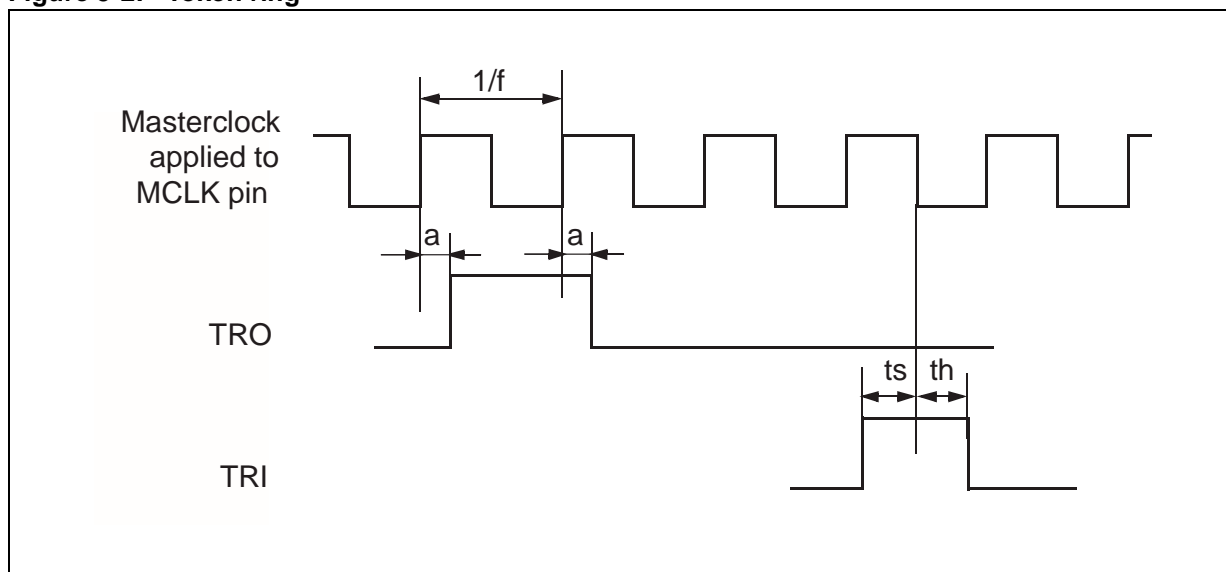 1/f
Masterclock
applied to
MCLK pin
a
a
TRO
ts
th
TRI